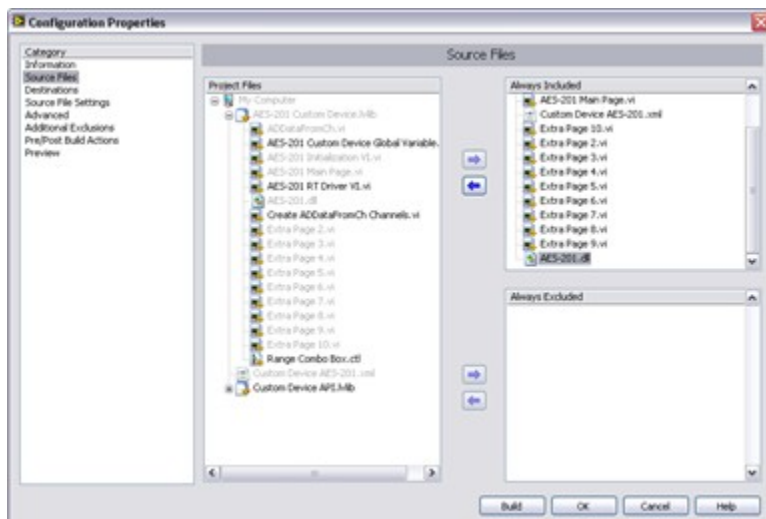 Configuration Properties
Category
Information
Source Files
Destinations
Source File Settings
Advanced
Additional Exclusions
Pre/Post Build Actions
Preview
Source Files
Project Files
My Computer
AES-201 Custom Device.lvlib
ADDataFromCh.vi
AES-201 Custom Device Global Variable.
AES-201 Initialization VI.vi
AES-201 Main Page.vi
AES-201 RT Driver VI.vi
AES-201.dll
Create ADDataFromCh Channels.vi
Extra Page 2.vi
Extra Page 3.vi
Extra Page 4.vi
Extra Page 5.vi
Extra Page 6.vi
Extra Page 7.vi
Extra Page 8.vi
Extra Page 9.vi
Extra Page 10.vi
Range Combo Box.ctl
Custom Device AES-201.xml
Custom Device API.lvlib
Always Included
AES-201 Main Page.vi
Custom Device AES-201.xml
Extra Page 10.vi
Extra Page 2.vi
Extra Page 3.vi
Extra Page 4.vi
Extra Page 5.vi
Extra Page 6.vi
Extra Page 7.vi
Extra Page 8.vi
Extra Page 9.vi
AES-201.dll
Always Excluded
Build
OK
Cancel
Help